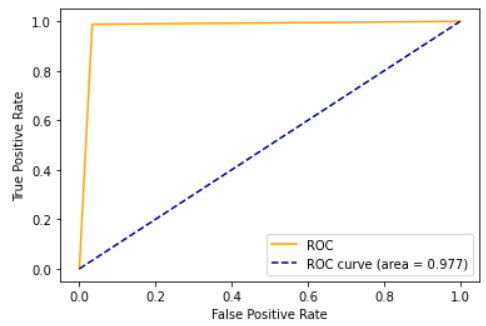 1.0
0.8
0.6
0.4
0.2
0.0
True Positive Rate
ROC
ROC curve (area = 0.977)
0.0 0.2 0.4 0.6 0.8 1.0
False Positive Rate